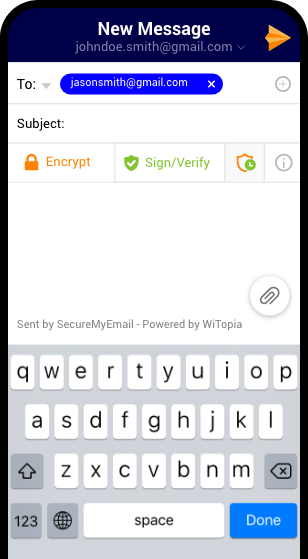 New Message
johndoe.smith@gmail.com
To: jasonsmith@gmail.com ×
Subject:
Encrypt Sign/Verify
Sent by SecureMyEmail - Powered by WiTopia
q w e r t y u i o p
a s d f g h j k l
z x c v b n m
123 space Done